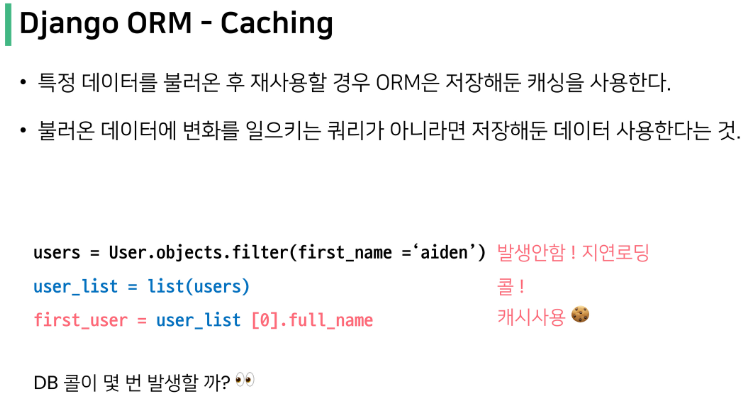 Django ORM - Caching
• 특정 데이터를 불러온 후 재사용할 경우 ORM은 저장해둔 캐싱을 사용한다.
• 불러온 데이터에 변화를 일으키는 쿼리가 아니라면 저장해둔 데이터 사용한다는 것.
users = User.objects.filter(first_name =‘aiden’) 발생안함 ! 지연로딩
user_list = list(users) 콜 !
first_user = user_list [0].full_name 캐시사용 🍪
DB 콜이 몇 번 발생할 까? 👀